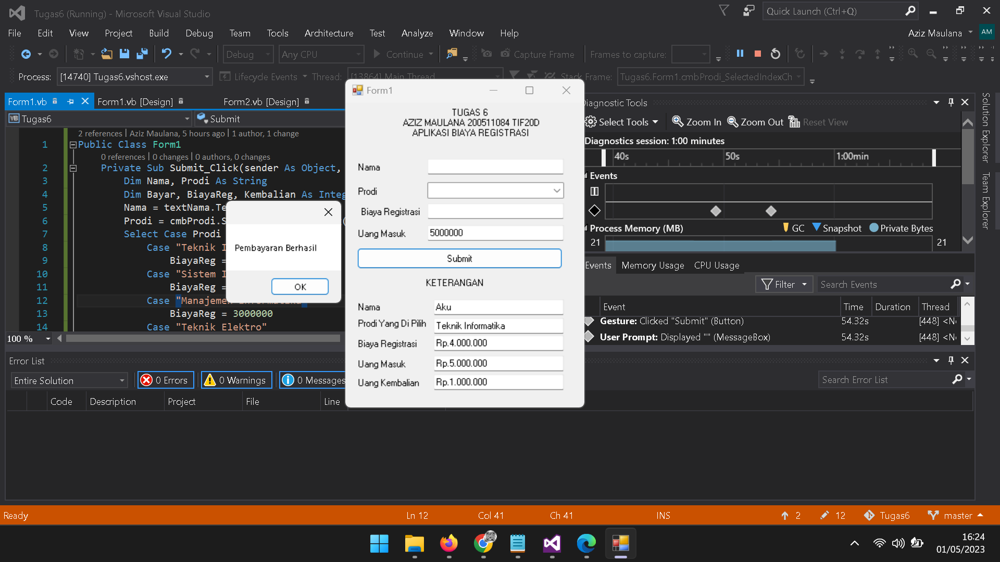 Tugas6 (Running) - Microsoft Visual Studio
Quick Launch (Ctrl+Q)
File Edit View Project Build Debug Team Tools Architecture Test Analyze Window Help
Aziz Maulana AM
Debug Any CPU Continue Capture Frame Frames to capture:
Process: [14740] Tugas6.vshost.exe Lifecycle Events Thread: [13864] Main Thread Stack Frame: Tugas6.Form1.cmbProdi_SelectedIndexCh
Form1.vb Form1.vb [Design] Form2.vb [Design]
VB Tugas6 Submit
2 references | Aziz Maulana, 5 hours ago | 1 author, 1 change
1 Public Class Form1
0 references | 0 changes | 0 authors, 0 changes
2 Private Sub Submit_Click(sender As Object,
3 Dim Nama, Prodi As String
4 Dim Bayar, BiayaReg, Kembalian As Integ
5 Nama = textNama.Te
6 Prodi = cmbProdi.S
7 Select Case Prodi
8 Case "Teknik I
9 BiayaReg =
10 Case "Sistem I
11 BiayaReg =
12 Case "Manajemen
13 BiayaReg = 3000000
14 Case "Teknik Elektro"
100 %
Pembayaran Berhasil
OK
Form1
TUGAS 6
AZIZ MAULANA 200511084 TIF20D
APLIKASI BIAYA REGISTRASI
Nama
Prodi
Biaya Registrasi
Uang Masuk 5000000
Submit
KETERANGAN
Nama Aku
Prodi Yang Di Pilih Teknik Informatika
Biaya Registrasi Rp.4.000.000
Uang Masuk Rp.5.000.000
Uang Kembalian Rp.1.000.000
Diagnostic Tools
Select Tools Zoom In Zoom Out Reset View
Diagnostics session: 1:00 minutes
40s 50s 1:00min
Events
Process Memory (MB) GC Snapshot Private Bytes
21 21
Events Memory Usage CPU Usage
Filter Search Events
Event Time Duration Thread
Gesture: Clicked "Submit" (Button) 54.32s [448] <N
User Prompt: Displayed "" (MessageBox) 54.32s [448] <N
Solution Explorer
Team Explorer
Error List
Entire Solution 0 Errors 0 Warnings 0 Messages
Search Error List
Code Description Project File Line
Ready Ln 12 Col 41 Ch 41 INS 2 12 Tugas6 master
16:24
01/05/2023